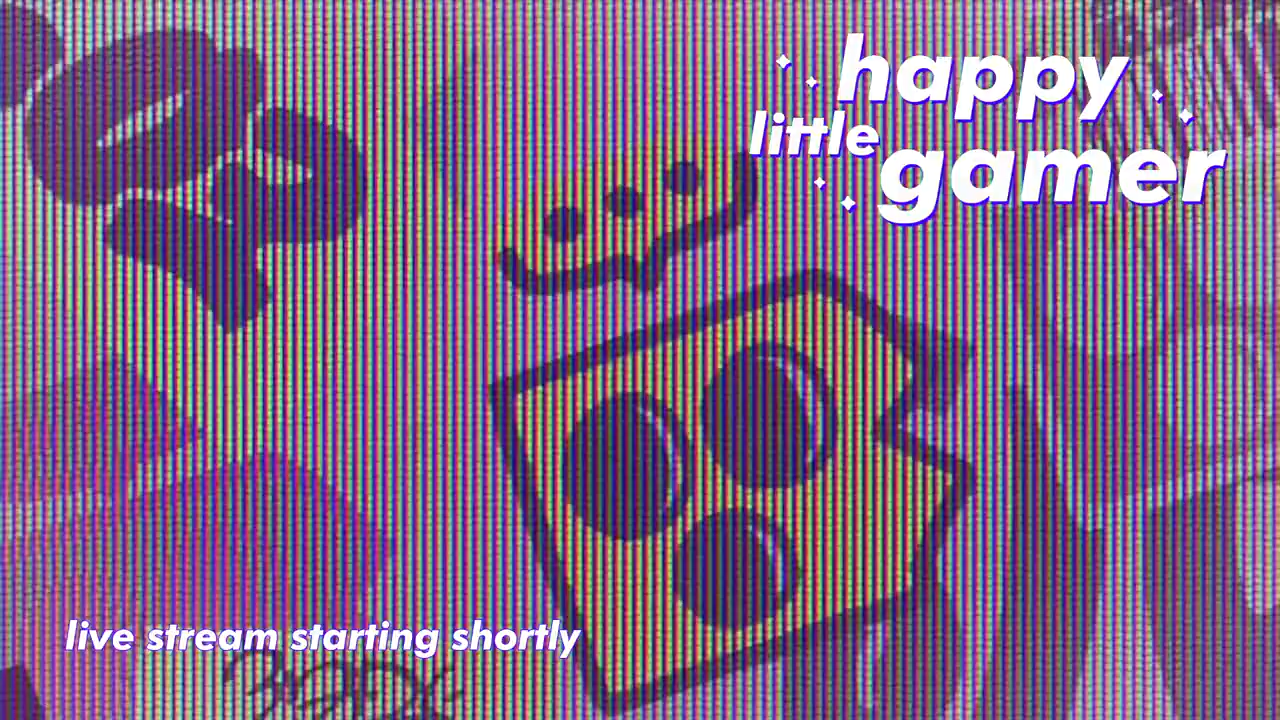 happy
little
gamer
live stream starting shortly